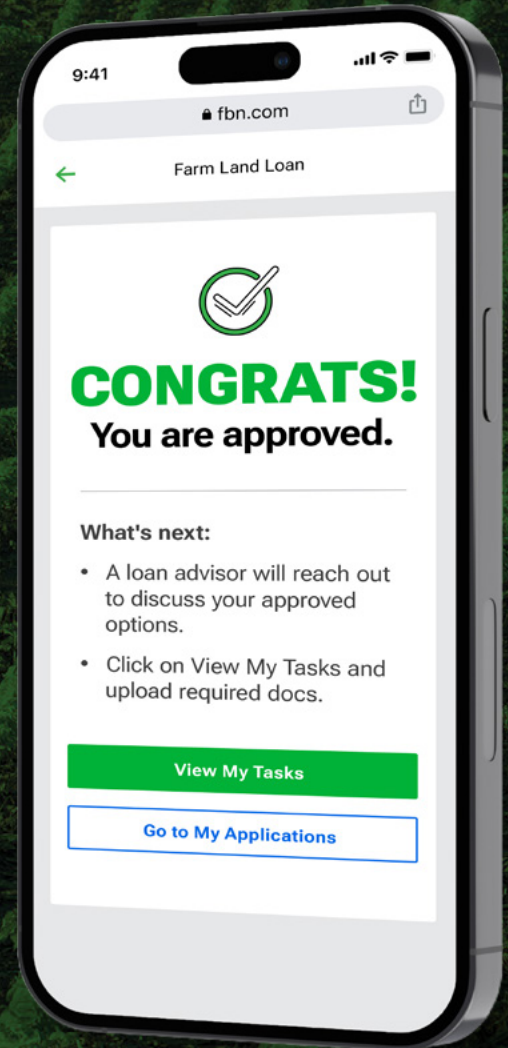 9:41
fbn.com
Farm Land Loan
CONGRATS!
You are approved.
What's next:
• A loan advisor will reach out
to discuss your approved
options.
• Click on View My Tasks and
upload required docs.
View My Tasks
Go to My Applications